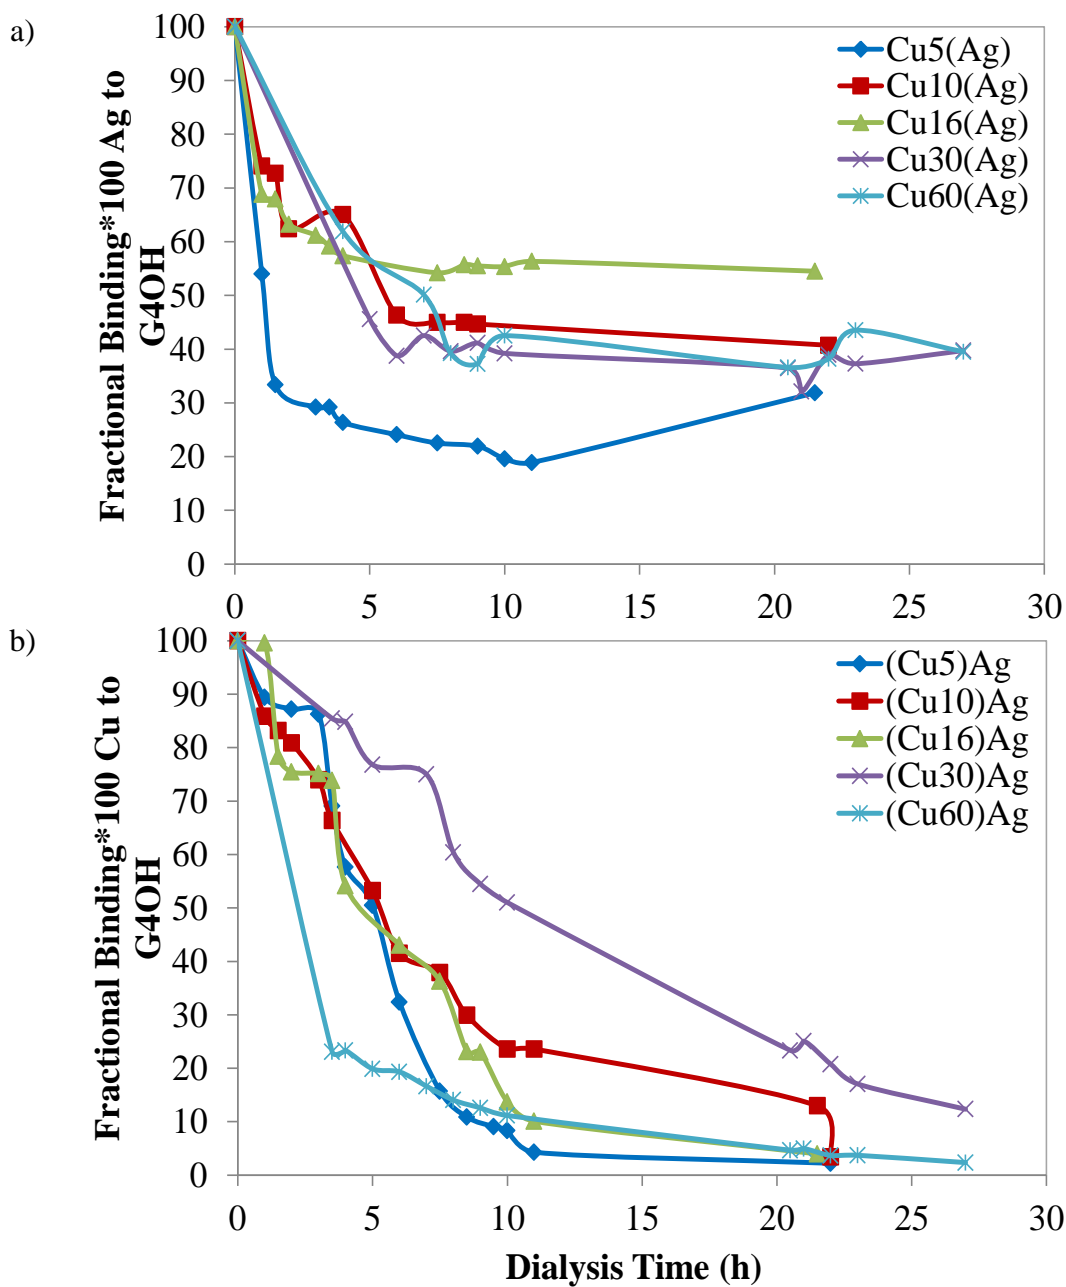 a)
Fractional Binding*100 Ag to
G4OH
100
90
80
70
60
50
40
30
20
10
0
0 5 10 15 20 25 30
Cu5(Ag)
Cu10(Ag)
Cu16(Ag)
Cu30(Ag)
Cu60(Ag)
b)
Fractional Binding*100 Cu to
G4OH
100
90
80
70
60
50
40
30
20
10
0
0 5 10 15 20 25 30
(Cu5)Ag
(Cu10)Ag
(Cu16)Ag
(Cu30)Ag
(Cu60)Ag
Dialysis Time (h)